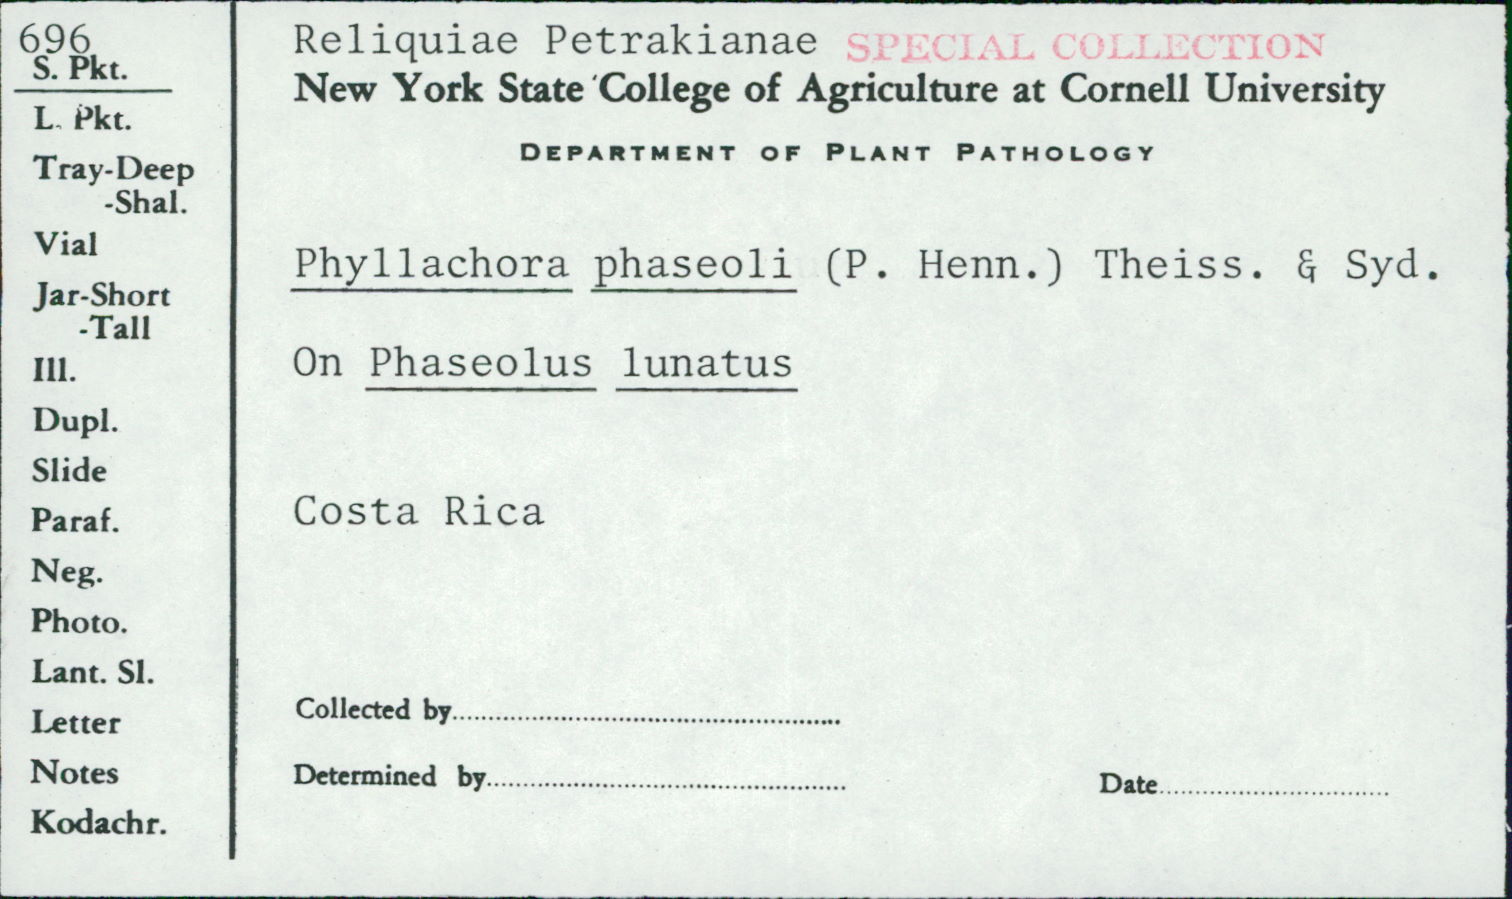 696
S. Pkt.
L. Pkt.
Tray-Deep
-Shal.
Vial
Jar-Short
-Tall
Ill.
Dupl.
Slide
Paraf.
Neg.
Photo.
Lant. Sl.
Letter
Notes
Kodachr.
Reliquiae Petrakianae SPECIAL COLLECTION
New York State College of Agriculture at Cornell University
DEPARTMENT OF PLANT PATHOLOGY
Phyllachora phaseoli (P. Henn.) Theiss. & Syd.
On Phaseolus lunatus
Costa Rica
Collected by
Determined by
Date